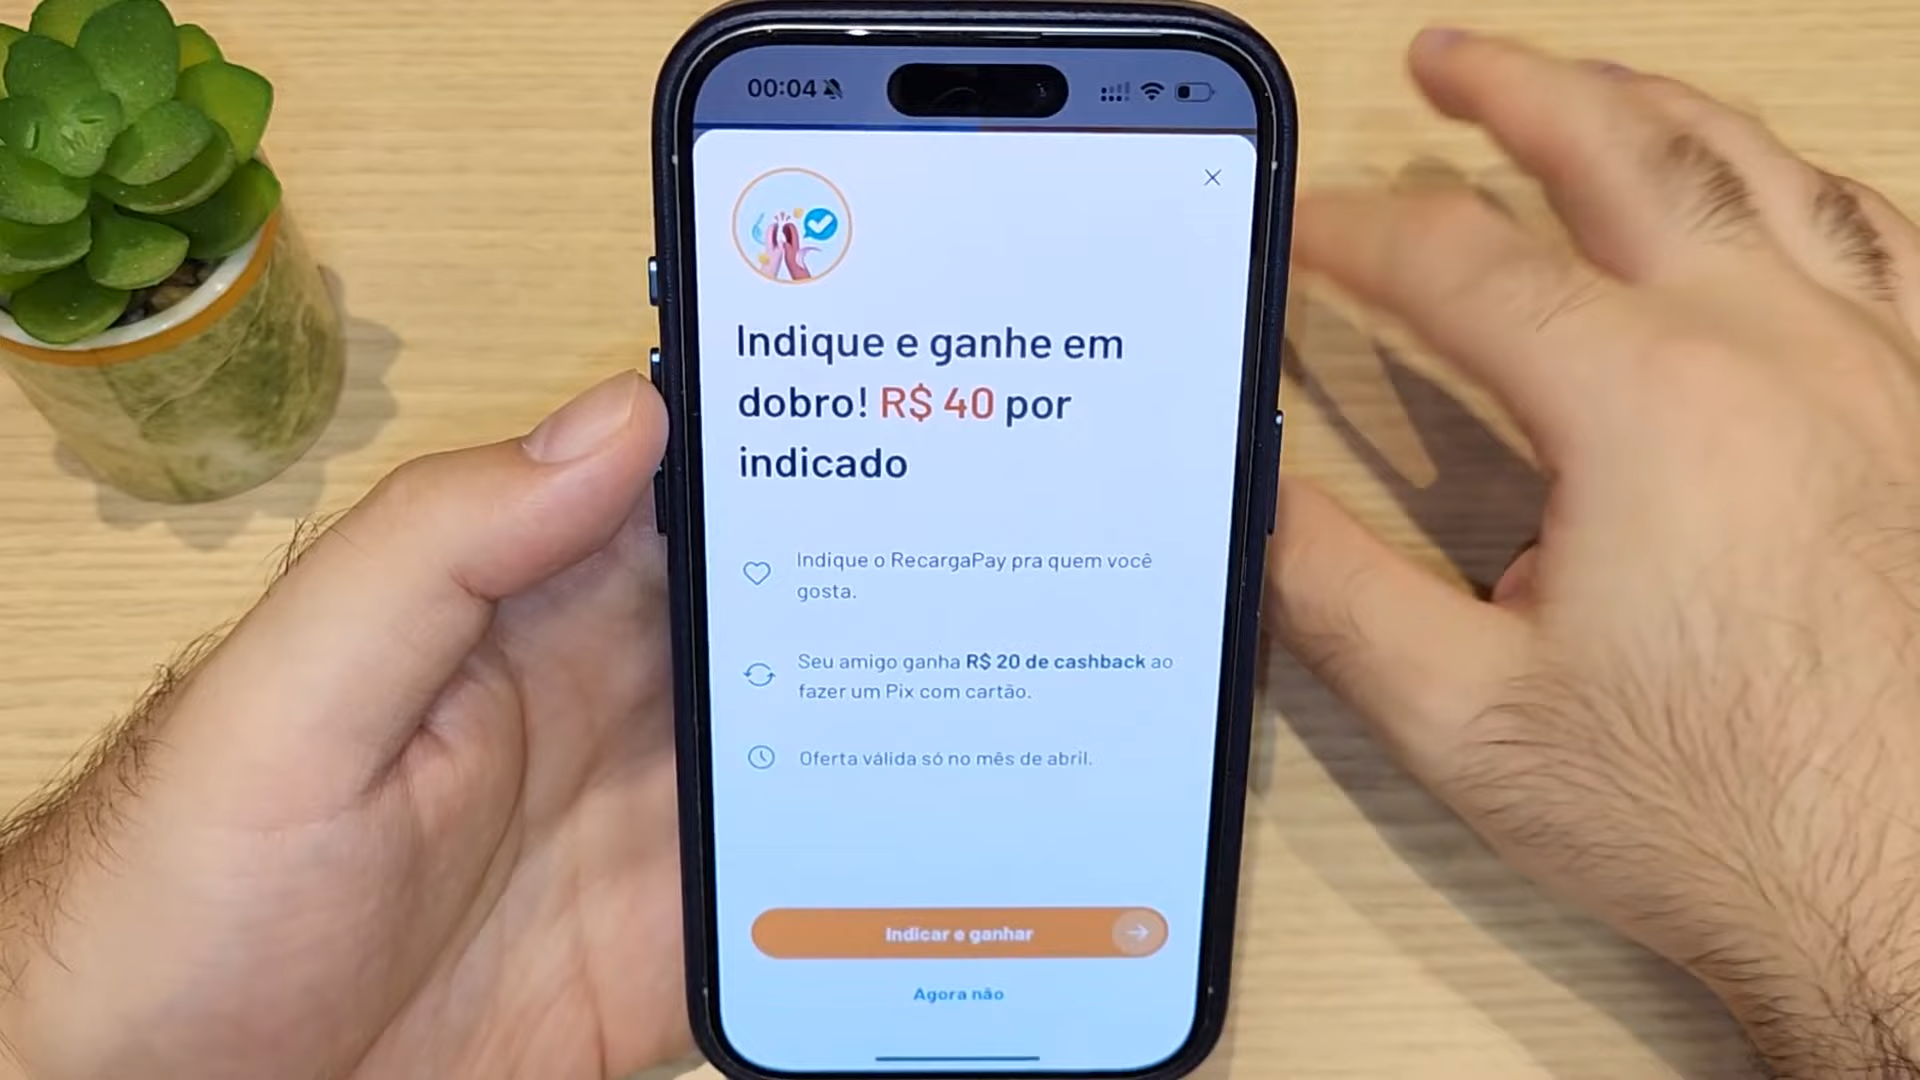 00:04
Indique e ganhe em
dobro! R$ 40 por
indicado
Indique o RecargaPay pra quem você
gosta.
Seu amigo ganha R$ 20 de cashback ao
fazer um Pix com cartão.
Oferta válida só no mês de abril.
Indicar e ganhar
Agora não